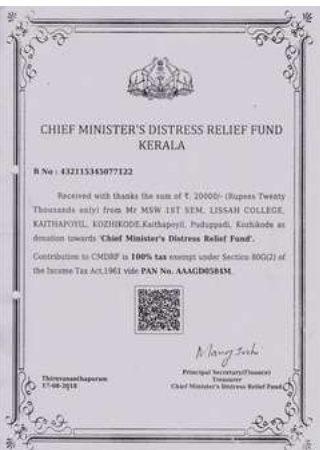 CHIEF MINISTER'S DISTRESS RELIEF FUND
KERALA
R No : 432115345077122
Received with thanks the sum of ₹. 20000/- (Rupees Twenty
Thousands only) from Mr MSW 1ST SEM, LISSAH COLLEGE,
KAITHAPOYIL, KOZHIKODE.Kaithapoyil, Puduppadi, Kozhikode as
donation towards 'Chief Minister's Distress Relief Fund'.
Contribution to CMDRF is 100% tax exempt under Section 80G(2) of
the Income Tax Act,1961 vide PAN No. AAAGD0584M.
Manoj Joshi
Principal Secretary(Finance)
Thiruvananthapuram
Treasurer
17-08-2018
Chief Minister's Distress Relief Fund